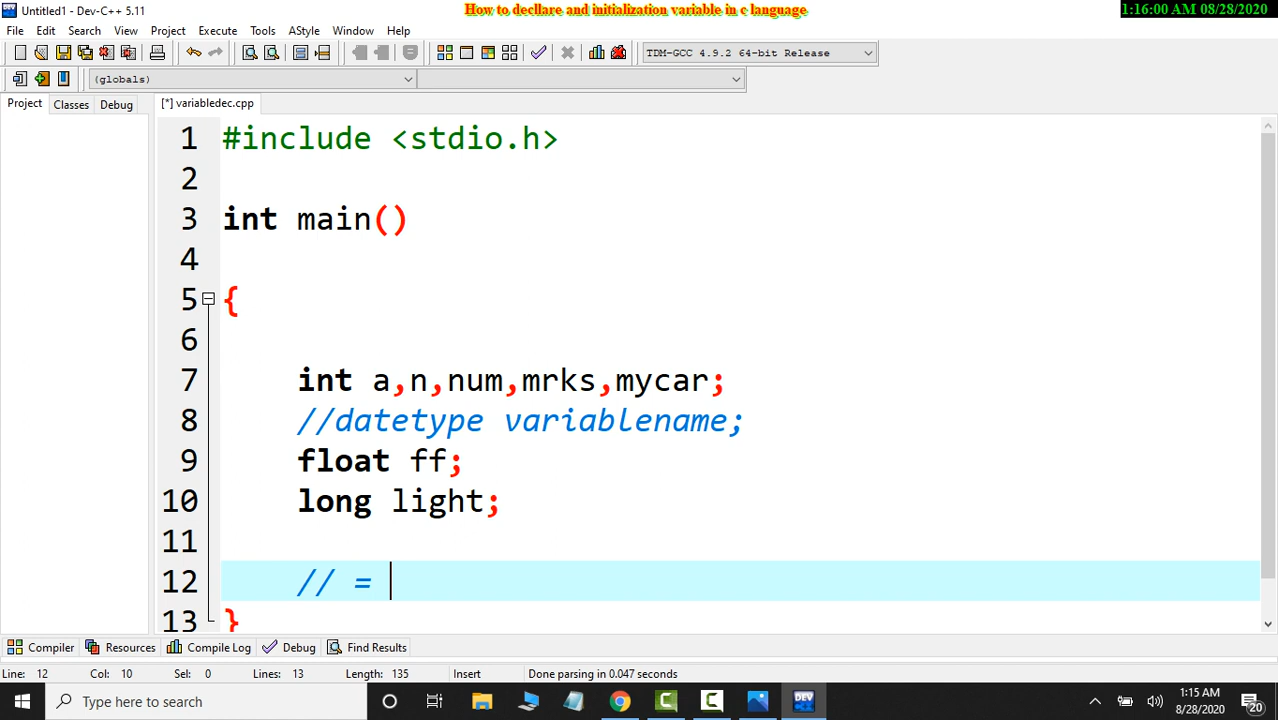 Untitled1 - Dev-C++ 5.11
How to decllare and initialization variable in c language
1:16:00 AM 08/28/2020
File Edit Search View Project Execute Tools AStyle Window Help
TDM-GCC 4.9.2 64-bit Release
(globals)
Project Classes Debug [*] variabledec.cpp
1 #include <stdio.h>
2
3 int main()
4
5 {
6
7 int a,n,num,mrks,mycar;
8 //datetype variablename;
9 float ff;
10 long light;
11
12 // =
13 }
Compiler Resources Compile Log Debug Find Results
Line: 12 Col: 10 Sel: 0 Lines: 13 Length: 135 Insert Done parsing in 0.047 seconds
Type here to search
DEV
1:15 AM
8/28/2020
20